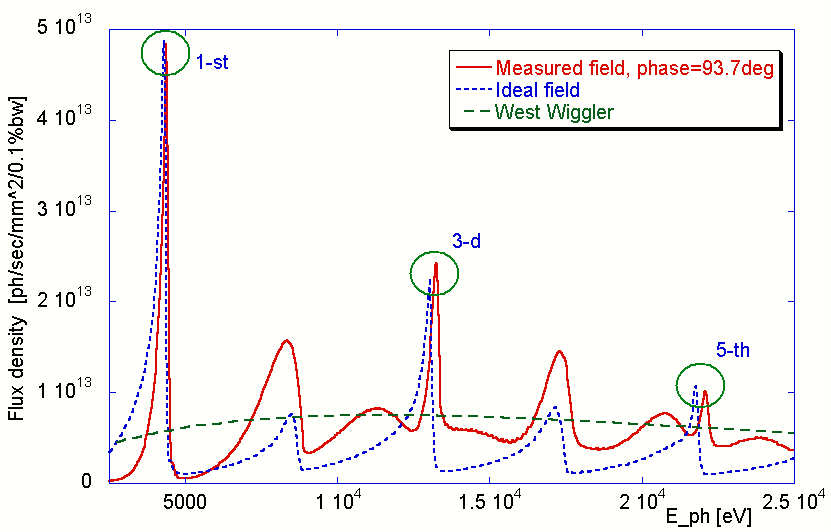 5 10^13
1-st
Measured field, phase=93.7deg
Ideal field
West Wiggler
4 10^13
3 10^13
3-d
2 10^13
5-th
1 10^13
0
Flux density [ph/sec/mm^2/0.1%bw]
5000
1 10^4
1.5 10^4
2 10^4
2.5 10^4
E_ph [eV]